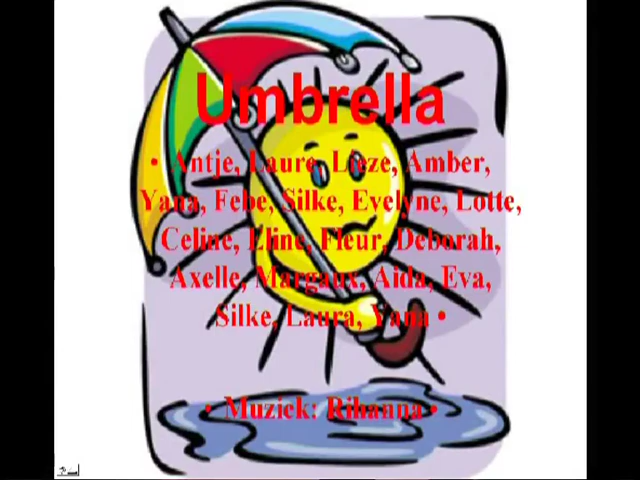 Umbrella
• Antje, Laure, Lieze, Amber,
Yana, Febe, Silke, Evelyne, Lotte,
Celine, Eline, Fleur, Deborah,
Axelle, Margaux, Aida, Eva,
Silke, Laura, Yana •
• Muziek: Rihanna •